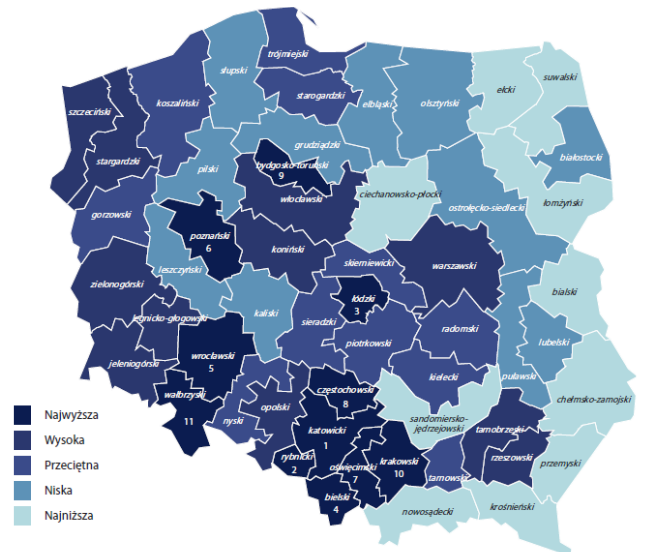 trójmiejski
słupski
suwalski
ełcki
koszaliński
starogardzki
elbląski
olsztyński
szczeciński
grudziądzki
białostocki
stargardzki
pilski
bydgosko-toruński
9
ciechanowsko-płocki
włocławski
ostrołęcko-siedlecki
łomżyński
gorzowski
poznański
6
koniński
skierniewicki
warszawski
bialski
leszczyński
zielonogórski
łódzki
3
kaliski
sieradzki
legnicko-głogowski
radomski
piotrkowski
lubelski
wrocławski
5
jeleniogórski
kielecki
puławski
częstochowski
8
wałbrzyski
11
opolski
nyski
chełmsko-zamojski
sandomiersko-
jędrzejowski
tarnobrzeski
katowicki
1
rybnicki
2
oświęcimski
7
krakowski
10
rzeszowski
przemyski
tarnowski
bielski
4
nowosądecki
krośnieński
Najwyższa
Wysoka
Przeciętna
Niska
Najniższa